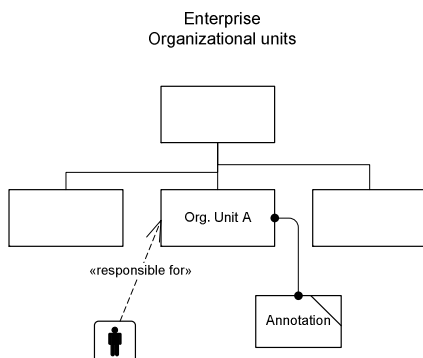 Enterprise
Organizational units
Org. Unit A
«responsible for»
Annotation